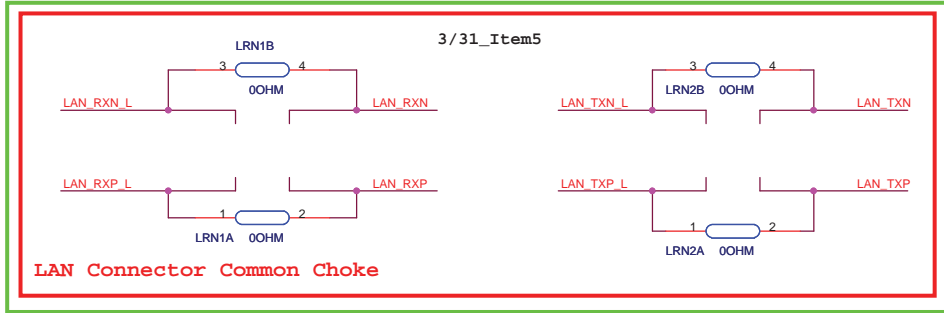 3/31_Item5
LRN1B
3 4
0OHM
LAN_RXN_L LAN_RXN
LAN_RXP_L LAN_RXP
1 2
LRN1A 0OHM
3 4
LRN2B 0OHM
LAN_TXN_L LAN_TXN
LAN_TXP_L LAN_TXP
1 2
LRN2A 0OHM
LAN Connector Common Choke